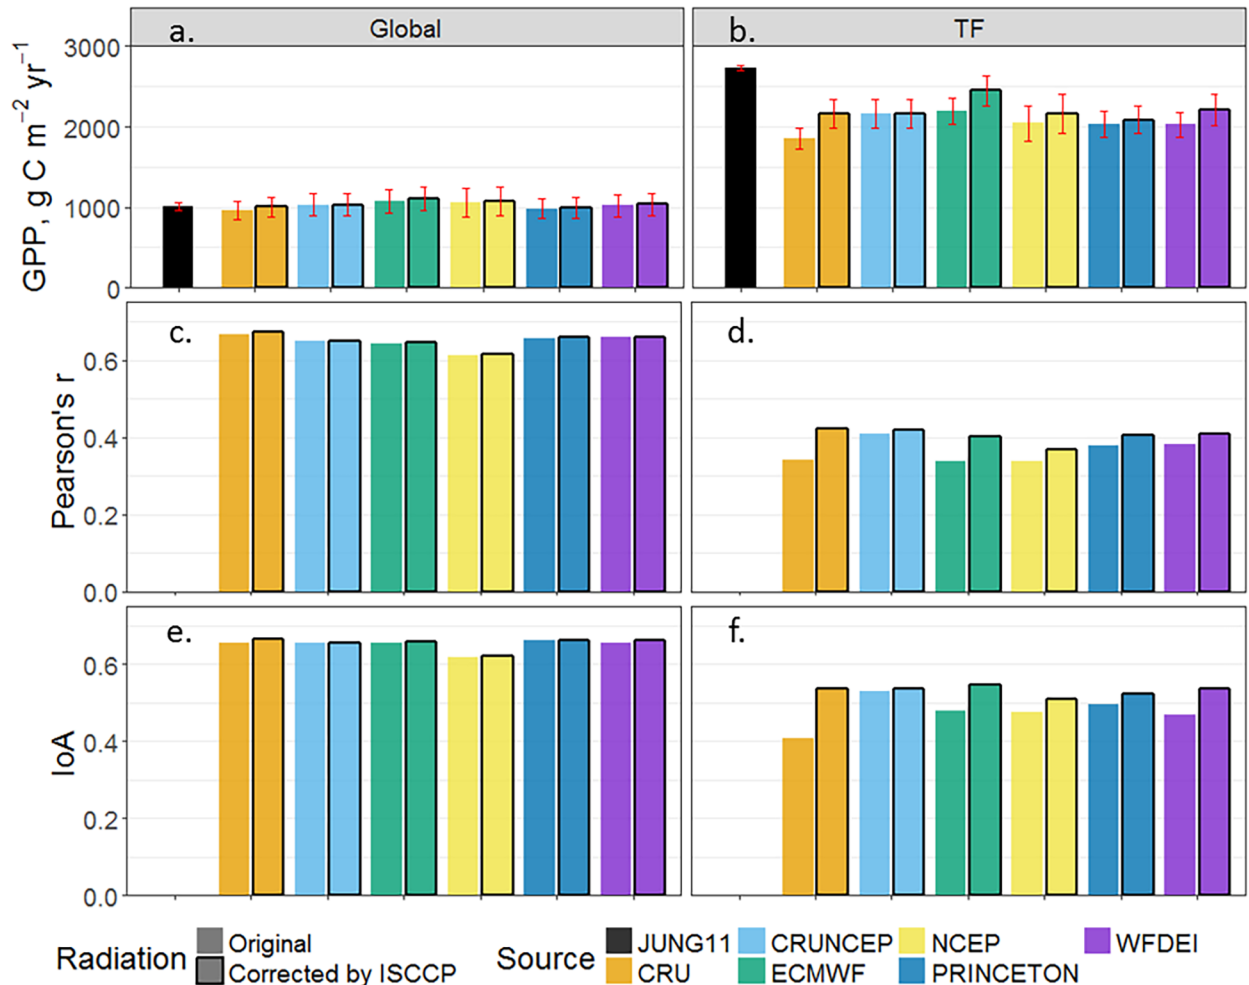 a. Global b. TF
3000
2000
1000
0
GPP, g C m⁻² yr⁻¹
c. d.
0.6
0.4
0.2
0.0
Pearson's r
e. f.
0.6
0.4
0.2
0.0
IoA
Radiation Original Corrected by ISCCP
Source JUNG11 CRUNCEP NCEP WFDEI
CRU ECMWF PRINCETON